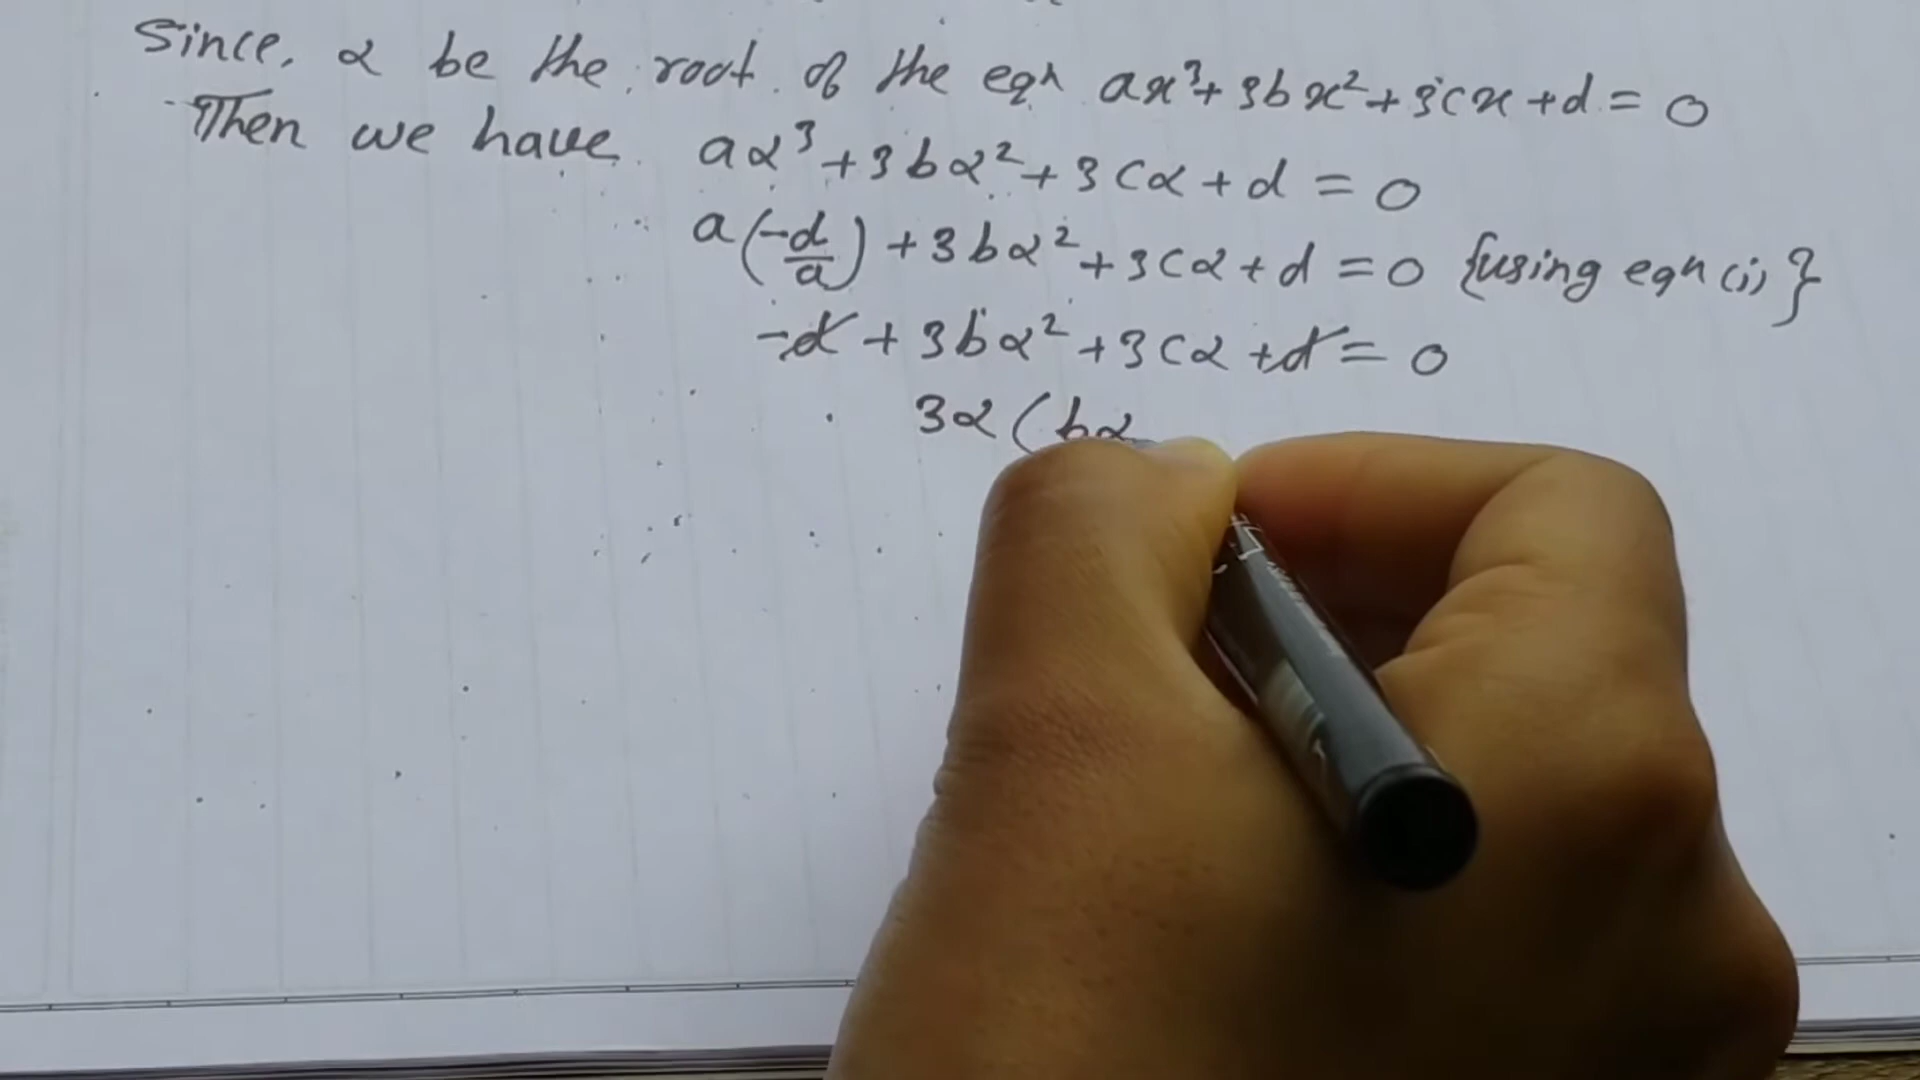 Since, α be the root of the eqn ax³+3bx²+3cx+d=0
Then we have aα³+3bα²+3cα+d=0
a(-d/a)+3bα²+3cα+d=0 {using eqn (i)}
-d+3bα²+3cα+d=0
3α(bα